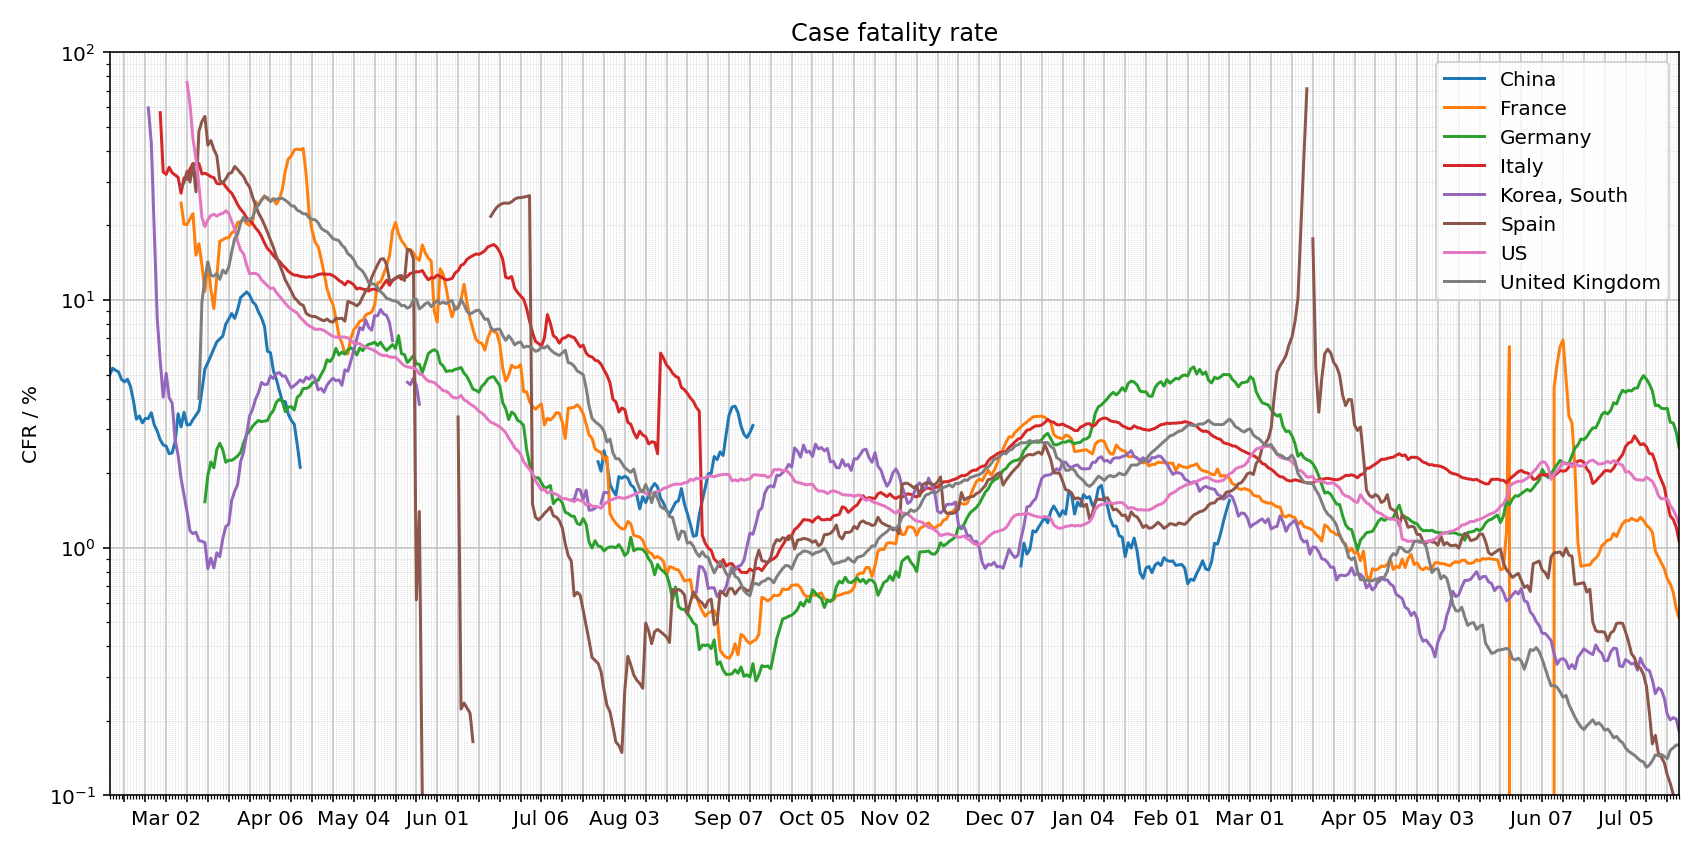 Case fatality rate
CFR / %
10²
10¹
10⁰
10⁻¹
China
France
Germany
Italy
Korea, South
Spain
US
United Kingdom
Mar 02 Apr 06 May 04 Jun 01 Jul 06 Aug 03 Sep 07 Oct 05 Nov 02 Dec 07 Jan 04 Feb 01 Mar 01 Apr 05 May 03 Jun 07 Jul 05